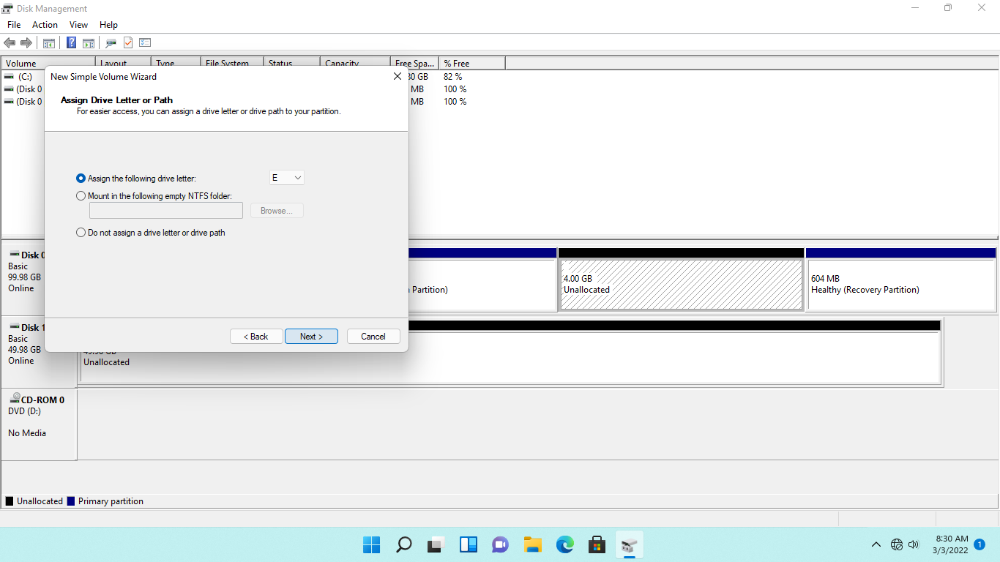 Disk Management
File Action View Help
Volume Layout Type File System Status Capacity Free Spa... % Free
(C:) 30 GB 82 %
(Disk 0 MB 100 %
(Disk 0 MB 100 %
New Simple Volume Wizard
Assign Drive Letter or Path
For easier access, you can assign a drive letter or drive path to your partition.
Assign the following drive letter: E
Mount in the following empty NTFS folder:
Browse...
Do not assign a drive letter or drive path
< Back Next > Cancel
Disk 0
Basic
99.98 GB
Online
Partition)
4.00 GB
Unallocated
604 MB
Healthy (Recovery Partition)
Disk 1
Basic
49.98 GB
Online
49.98 GB
Unallocated
CD-ROM 0
DVD (D:)
No Media
Unallocated Primary partition
8:30 AM
3/3/2022
1